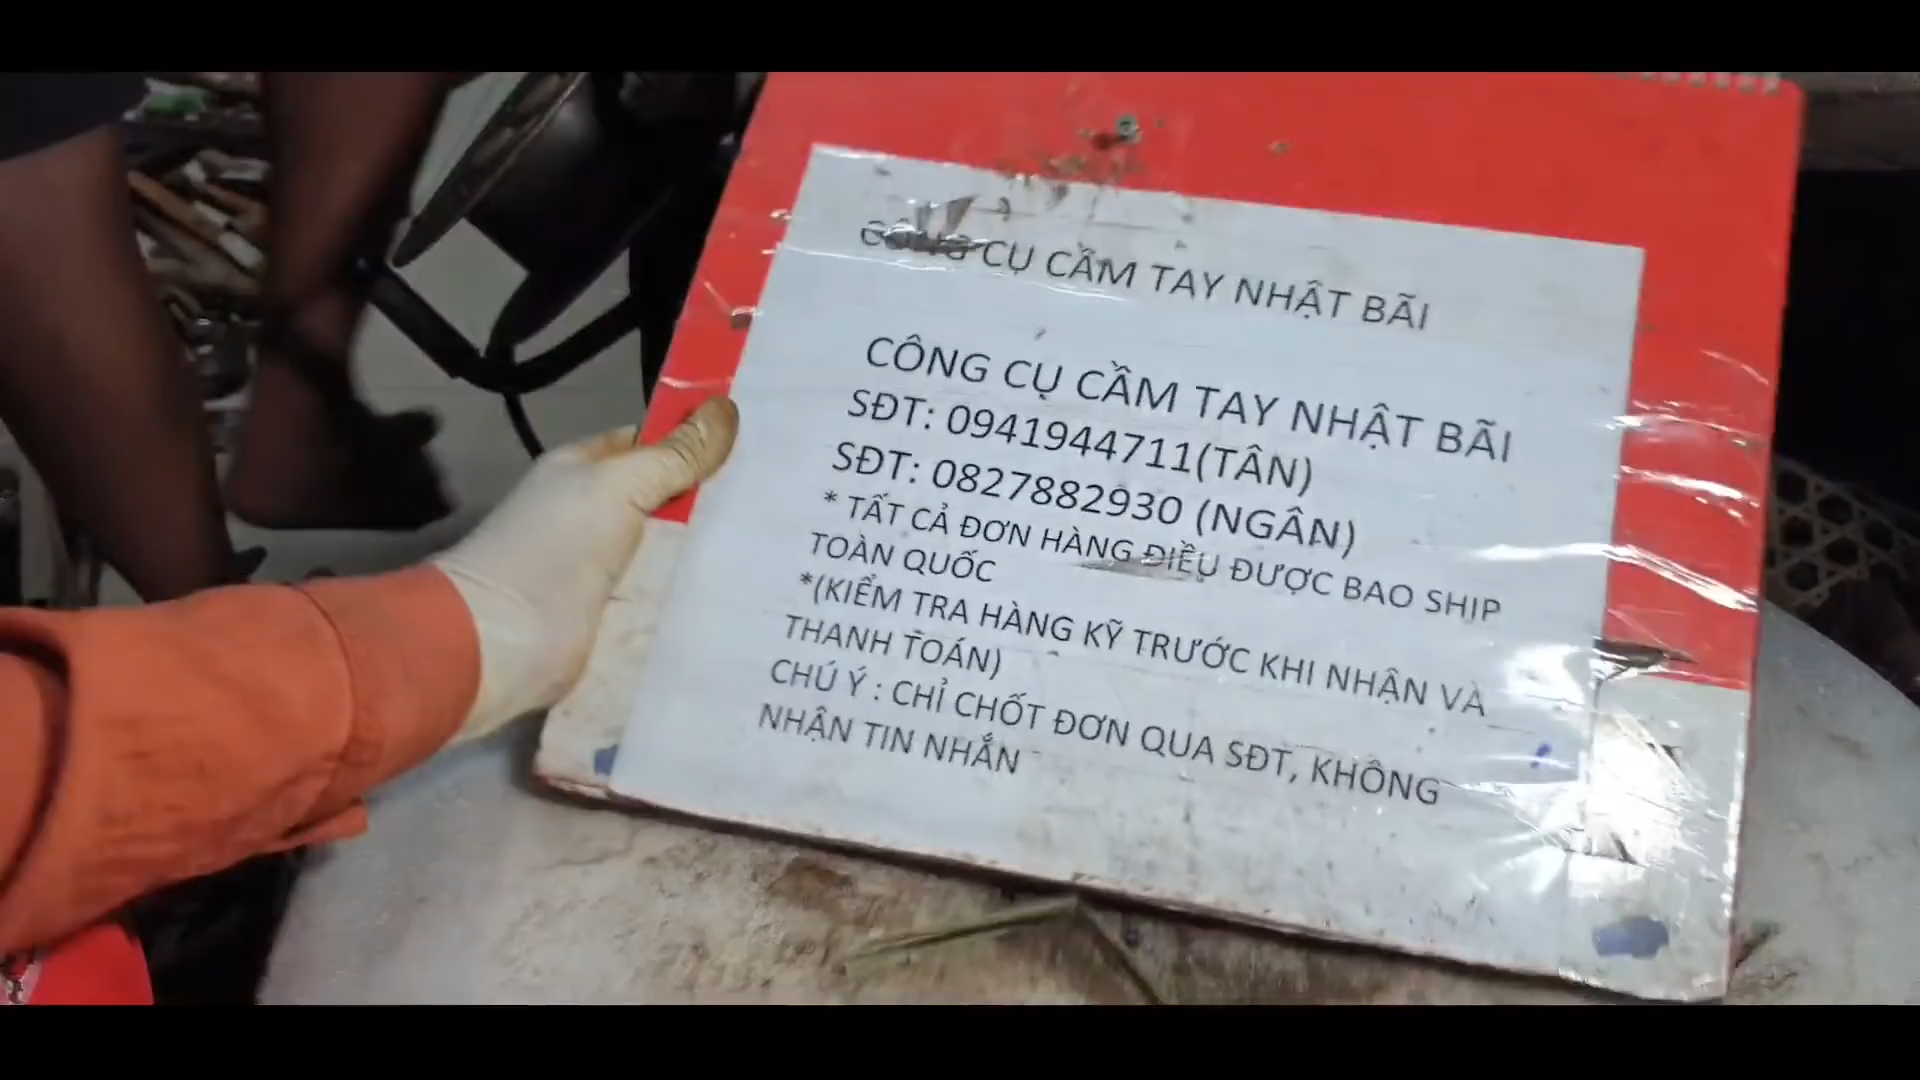 CÔNG CỤ CẦM TAY NHẬT BÃI
CÔNG CỤ CẦM TAY NHẬT BÃI
SĐT: 0941944711(TÂN)
SĐT: 0827882930 (NGÂN)
* TẤT CẢ ĐƠN HÀNG ĐIỀU ĐƯỢC BAO SHIP
TOÀN QUỐC
*(KIỂM TRA HÀNG KỸ TRƯỚC KHI NHẬN VÀ
THANH TOÁN)
CHÚ Ý : CHỈ CHỐT ĐƠN QUA SĐT, KHÔNG
NHẬN TIN NHẮN